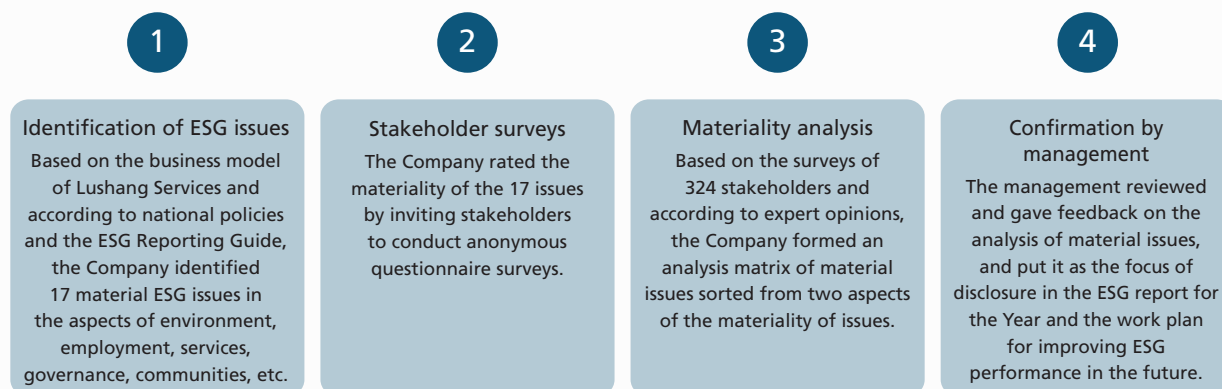 1
Identification of ESG issues
Based on the business model
of Lushang Services and
according to national policies
and the ESG Reporting Guide,
the Company identified
17 material ESG issues in
the aspects of environment,
employment, services,
governance, communities, etc.
2
Stakeholder surveys
The Company rated the
materiality of the 17 issues
by inviting stakeholders
to conduct anonymous
questionnaire surveys.
3
Materiality analysis
Based on the surveys of
324 stakeholders and
according to expert opinions,
the Company formed an
analysis matrix of material
issues sorted from two aspects
of the materiality of issues.
4
Confirmation by
management
The management reviewed
and gave feedback on the
analysis of material issues,
and put it as the focus of
disclosure in the ESG report for
the Year and the work plan
for improving ESG
performance in the future.